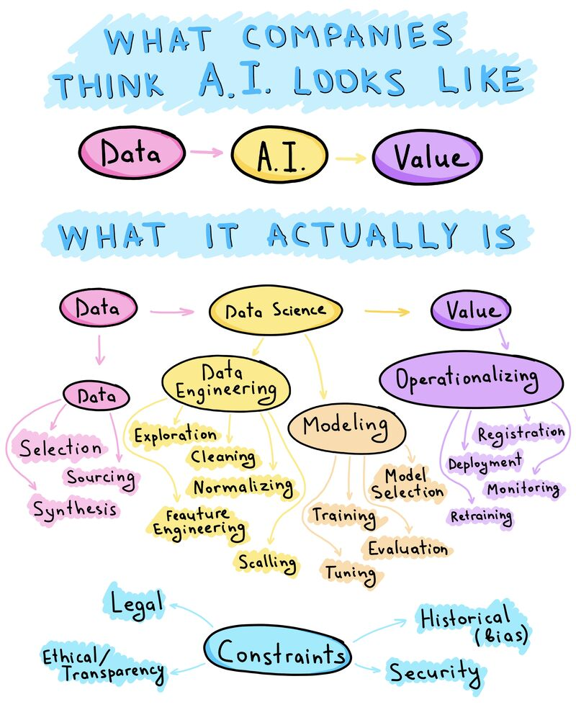 WHAT COMPANIES
THINK A.I. LOOKS LIKE
Data
A.I.
Value
WHAT IT ACTUALLY IS
Data
Data Science
Value
Data
Selection
Sourcing
Synthesis
Data
Engineering
Exploration
Cleaning
Normalizing
Feauture
Engineering
Scalling
Modeling
Model
Selection
Training
Evaluation
Tuning
Operationalizing
Registration
Deployment
Monitoring
Retraining
Constraints
Legal
Ethical/
Transparency
Historical
(bias)
Security